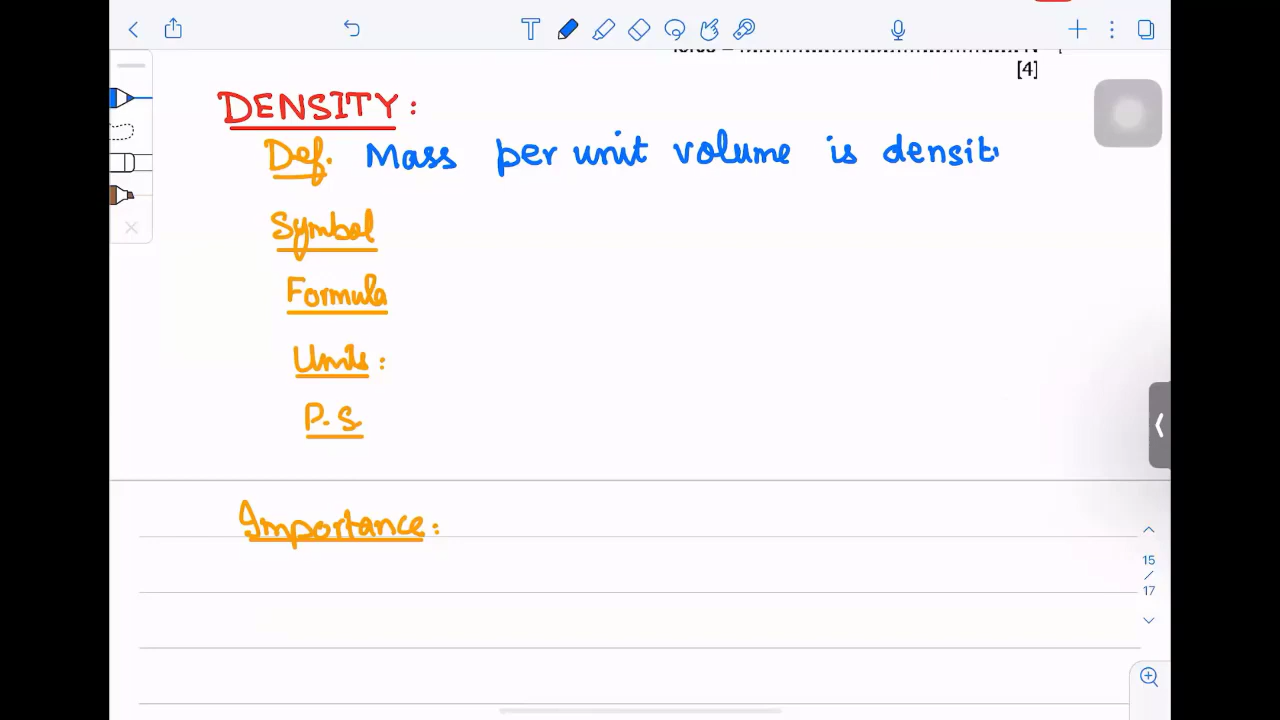 [4]
DENSITY:
Def. Mass per unit volume is densit
Symbol
Formula
Units:
P.S.
Importance:
15
/
17